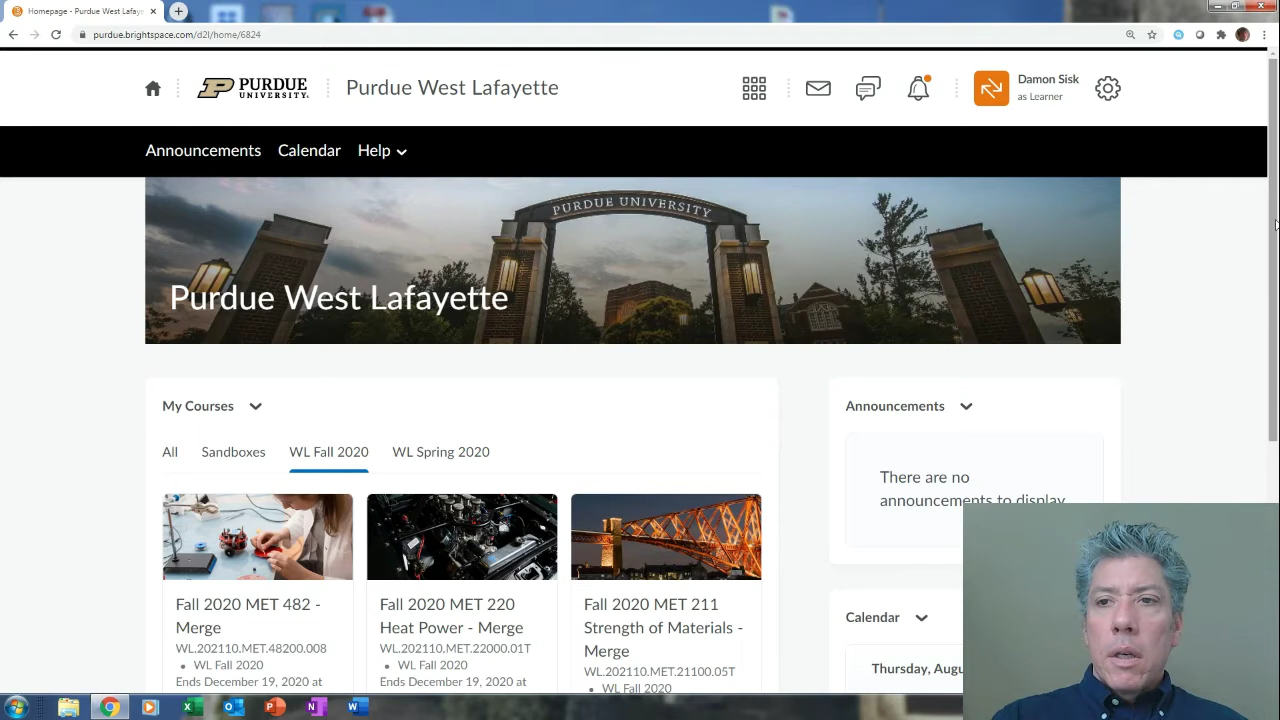 Homepage - Purdue West Lafay
purdue.brightspace.com/d2l/home/6824
PURDUE UNIVERSITY
Purdue West Lafayette
Damon Sisk
as Learner
Announcements Calendar Help
PURDUE UNIVERSITY
Purdue West Lafayette
My Courses
All Sandboxes WL Fall 2020 WL Spring 2020
Fall 2020 MET 482 -
Merge
WL.202110.MET.48200.008
• WL Fall 2020
Ends December 19, 2020 at
Fall 2020 MET 220
Heat Power - Merge
WL.202110.MET.22000.01T
• WL Fall 2020
Ends December 19, 2020 at
Fall 2020 MET 211
Strength of Materials -
Merge
WL.202110.MET.21100.05T
• WL Fall 2020
Announcements
There are no
announcements to display
Calendar
Thursday, Augu